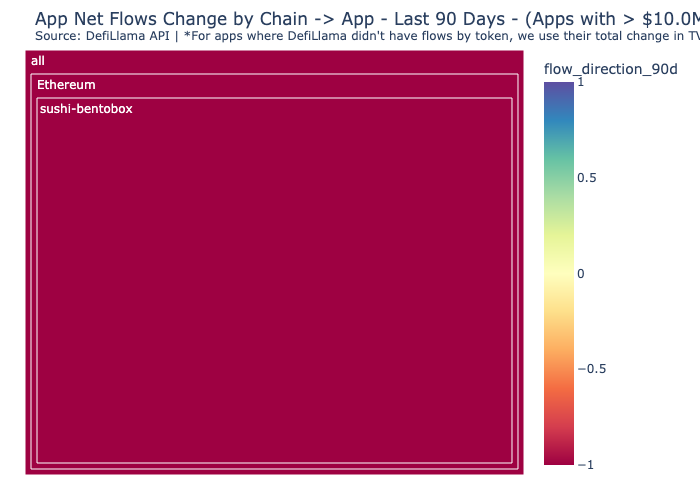 App Net Flows Change by Chain -> App - Last 90 Days - (Apps with > $10.0M
Source: DefiLlama API | *For apps where DefiLlama didn't have flows by token, we use their total change in TV
all
Ethereum
sushi-bentobox
flow_direction_90d
1
0.5
0
−0.5
−1